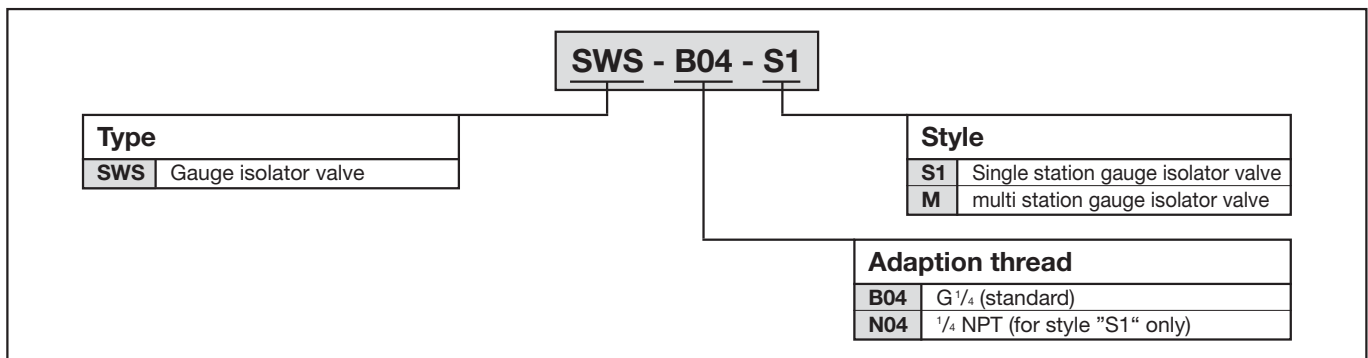 SWS - B04 - S1
Type
SWS Gauge isolator valve
Style
S1 Single station gauge isolator valve
M multi station gauge isolator valve
Adaption thread
B04 G 1/4 (standard)
N04 1/4 NPT (for style ”S1“ only)